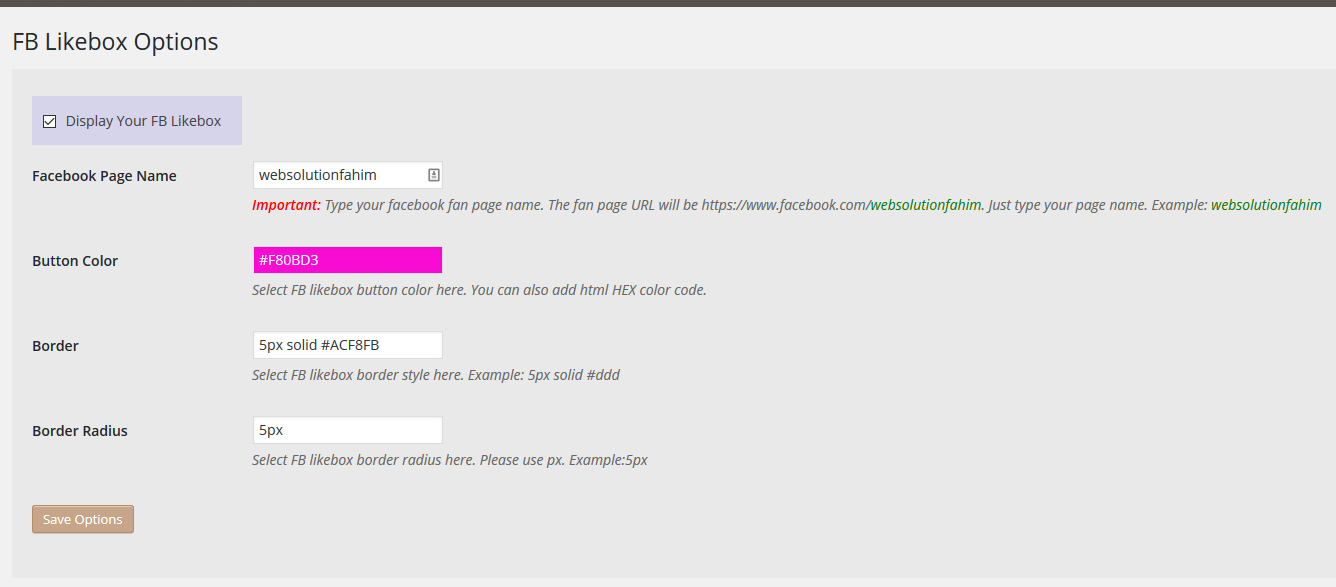 FB Likebox Options
Display Your FB Likebox
Facebook Page Name
websolutionfahim
Important: Type your facebook fan page name. The fan page URL will be https://www.facebook.com/websolutionfahim. Just type your page name. Example: websolutionfahim
Button Color
#F80BD3
Select FB likebox button color here. You can also add html HEX color code.
Border
5px solid #ACF8FB
Select FB likebox border style here. Example: 5px solid #ddd
Border Radius
5px
Select FB likebox border radius here. Please use px. Example:5px
Save Options